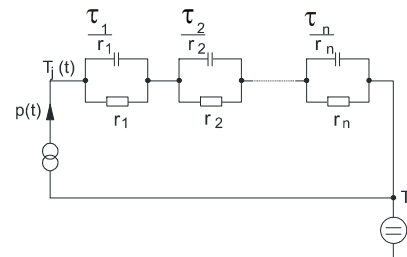 τ1/r1 τ2/r2 τn/rn
Tj(t)
p(t) r1 r2 rn
T